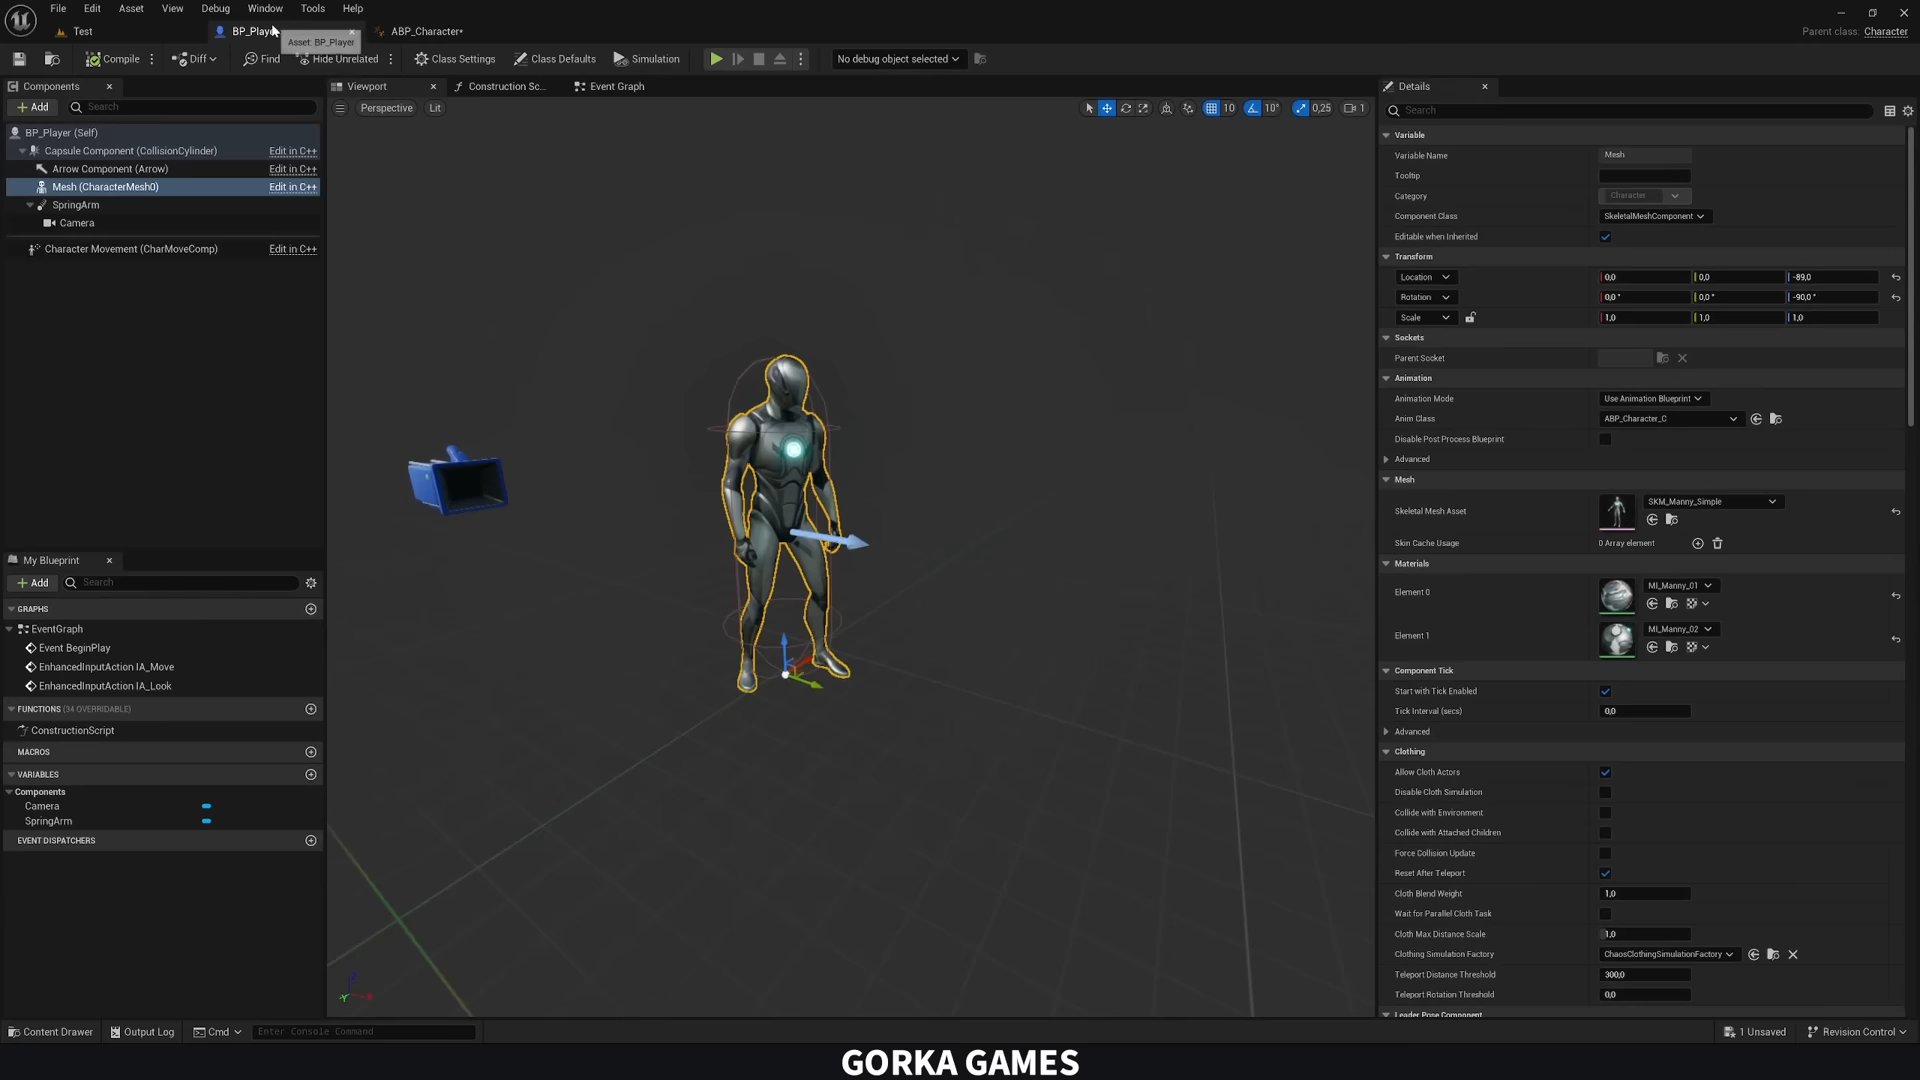 File Edit Asset View Debug Window Tools Help
Test BP_Playe ABP_Character*
Asset: BP_Player
Parent class: Character
Compile Diff Find Hide Unrelated Class Settings Class Defaults Simulation No debug object selected
Components
Add Search
BP_Player (Self)
Capsule Component (CollisionCylinder) Edit in C++
Arrow Component (Arrow) Edit in C++
Mesh (CharacterMesh0) Edit in C++
SpringArm
Camera
Character Movement (CharMoveComp) Edit in C++
My Blueprint
Add Search
GRAPHS
EventGraph
Event BeginPlay
EnhancedInputAction IA_Move
EnhancedInputAction IA_Look
FUNCTIONS (34 OVERRIDABLE)
ConstructionScript
MACROS
VARIABLES
Components
Camera
SpringArm
EVENT DISPATCHERS
Viewport Construction Sc... Event Graph
Perspective Lit 10 10° 0,25 1
Details
Search
Variable
Variable Name Mesh
Tooltip
Category Character
Component Class SkeletalMeshComponent
Editable when Inherited
Transform
Location 0,0 0,0 -89,0
Rotation 0,0 ° 0,0 ° -90,0 °
Scale 1,0 1,0 1,0
Sockets
Parent Socket
Animation
Animation Mode Use Animation Blueprint
Anim Class ABP_Character_C
Disable Post Process Blueprint
Advanced
Mesh
Skeletal Mesh Asset SKM_Manny_Simple
Skin Cache Usage 0 Array element
Materials
Element 0 MI_Manny_01
Element 1 MI_Manny_02
Component Tick
Start with Tick Enabled
Tick Interval (secs) 0,0
Advanced
Clothing
Allow Cloth Actors
Disable Cloth Simulation
Collide with Environment
Collide with Attached Children
Force Collision Update
Reset After Teleport
Cloth Blend Weight 1,0
Wait for Parallel Cloth Task
Cloth Max Distance Scale 1,0
Clothing Simulation Factory ChaosClothingSimulationFactory
Teleport Distance Threshold 300,0
Teleport Rotation Threshold 0,0
Leader Pose Component
Content Drawer Output Log Cmd Enter Console Command 1 Unsaved Revision Control
GORKA GAMES